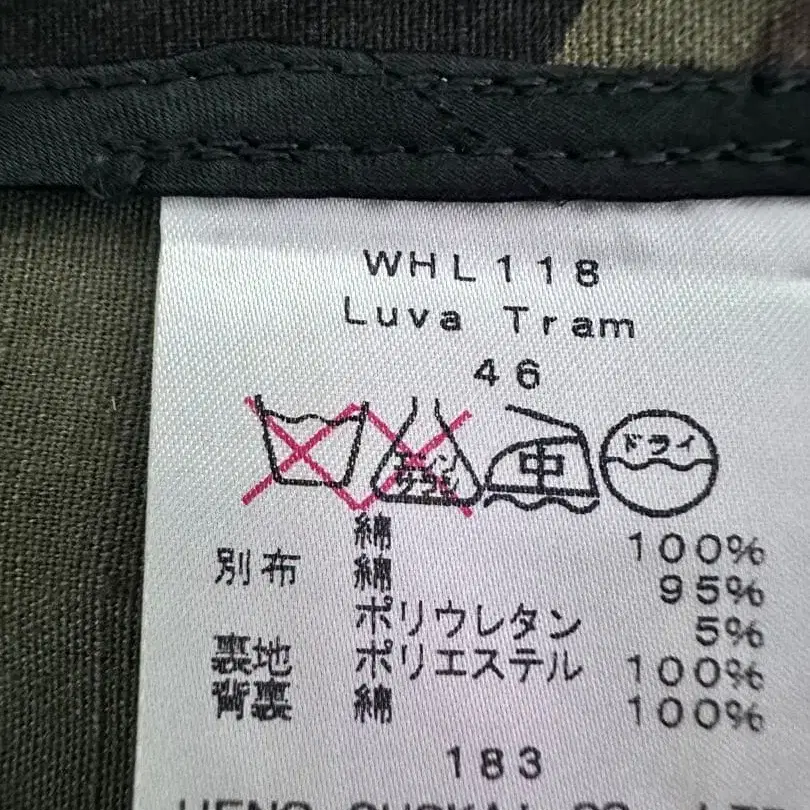 WHL118
Luva Tram
46
エンソ サラシ 中 ドライ
綿 100%
別布 綿 95%
ポリウレタン 5%
裏地 ポリエステル 100%
背裏 綿 100%
183